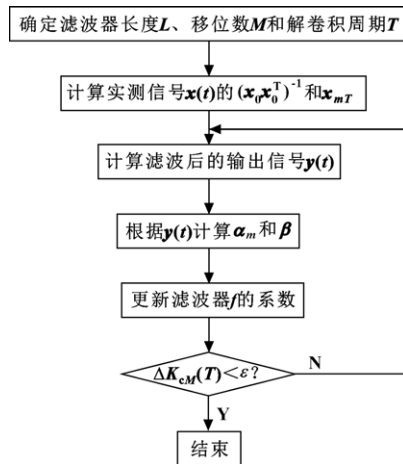 确定滤波器长度L、移位数M和解卷积周期T
计算实测信号x(t)的(x₀x₀ᵀ)⁻¹和xₘT
计算滤波后的输出信号y(t)
根据y(t)计算αₘ和β
更新滤波器f的系数
ΔK_cM(T)<ε?
N
Y
结束